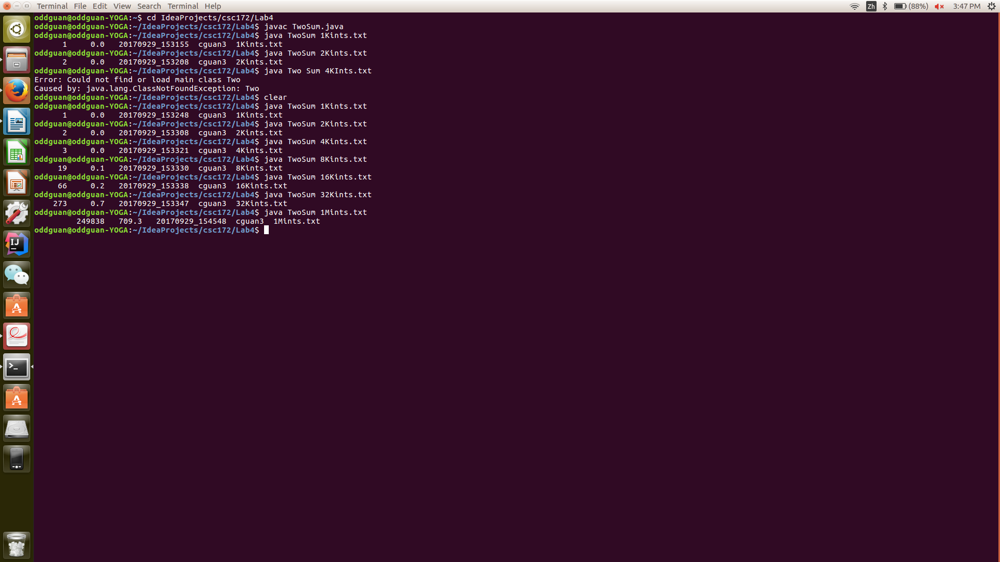 Terminal File Edit View Search Terminal Help Zh (88%) 3:47 PM
oddguan@oddguan-YOGA:~$ cd IdeaProjects/csc172/Lab4
oddguan@oddguan-YOGA:~/IdeaProjects/csc172/Lab4$ javac TwoSum.java
oddguan@oddguan-YOGA:~/IdeaProjects/csc172/Lab4$ java TwoSum 1Kints.txt
1 0.0 20170929_153155 cguan3 1Kints.txt
oddguan@oddguan-YOGA:~/IdeaProjects/csc172/Lab4$ java TwoSum 2Kints.txt
2 0.0 20170929_153208 cguan3 2Kints.txt
oddguan@oddguan-YOGA:~/IdeaProjects/csc172/Lab4$ java Two Sum 4KInts.txt
Error: Could not find or load main class Two
Caused by: java.lang.ClassNotFoundException: Two
oddguan@oddguan-YOGA:~/IdeaProjects/csc172/Lab4$ clear
oddguan@oddguan-YOGA:~/IdeaProjects/csc172/Lab4$ java TwoSum 1Kints.txt
1 0.0 20170929_153248 cguan3 1Kints.txt
oddguan@oddguan-YOGA:~/IdeaProjects/csc172/Lab4$ java TwoSum 2Kints.txt
2 0.0 20170929_153308 cguan3 2Kints.txt
oddguan@oddguan-YOGA:~/IdeaProjects/csc172/Lab4$ java TwoSum 4Kints.txt
3 0.0 20170929_153321 cguan3 4Kints.txt
oddguan@oddguan-YOGA:~/IdeaProjects/csc172/Lab4$ java TwoSum 8Kints.txt
19 0.1 20170929_153330 cguan3 8Kints.txt
oddguan@oddguan-YOGA:~/IdeaProjects/csc172/Lab4$ java TwoSum 16Kints.txt
66 0.2 20170929_153338 cguan3 16Kints.txt
oddguan@oddguan-YOGA:~/IdeaProjects/csc172/Lab4$ java TwoSum 32Kints.txt
273 0.7 20170929_153347 cguan3 32Kints.txt
oddguan@oddguan-YOGA:~/IdeaProjects/csc172/Lab4$ java TwoSum 1Mints.txt
249838 709.3 20170929_154548 cguan3 1Mints.txt
oddguan@oddguan-YOGA:~/IdeaProjects/csc172/Lab4$
IJ